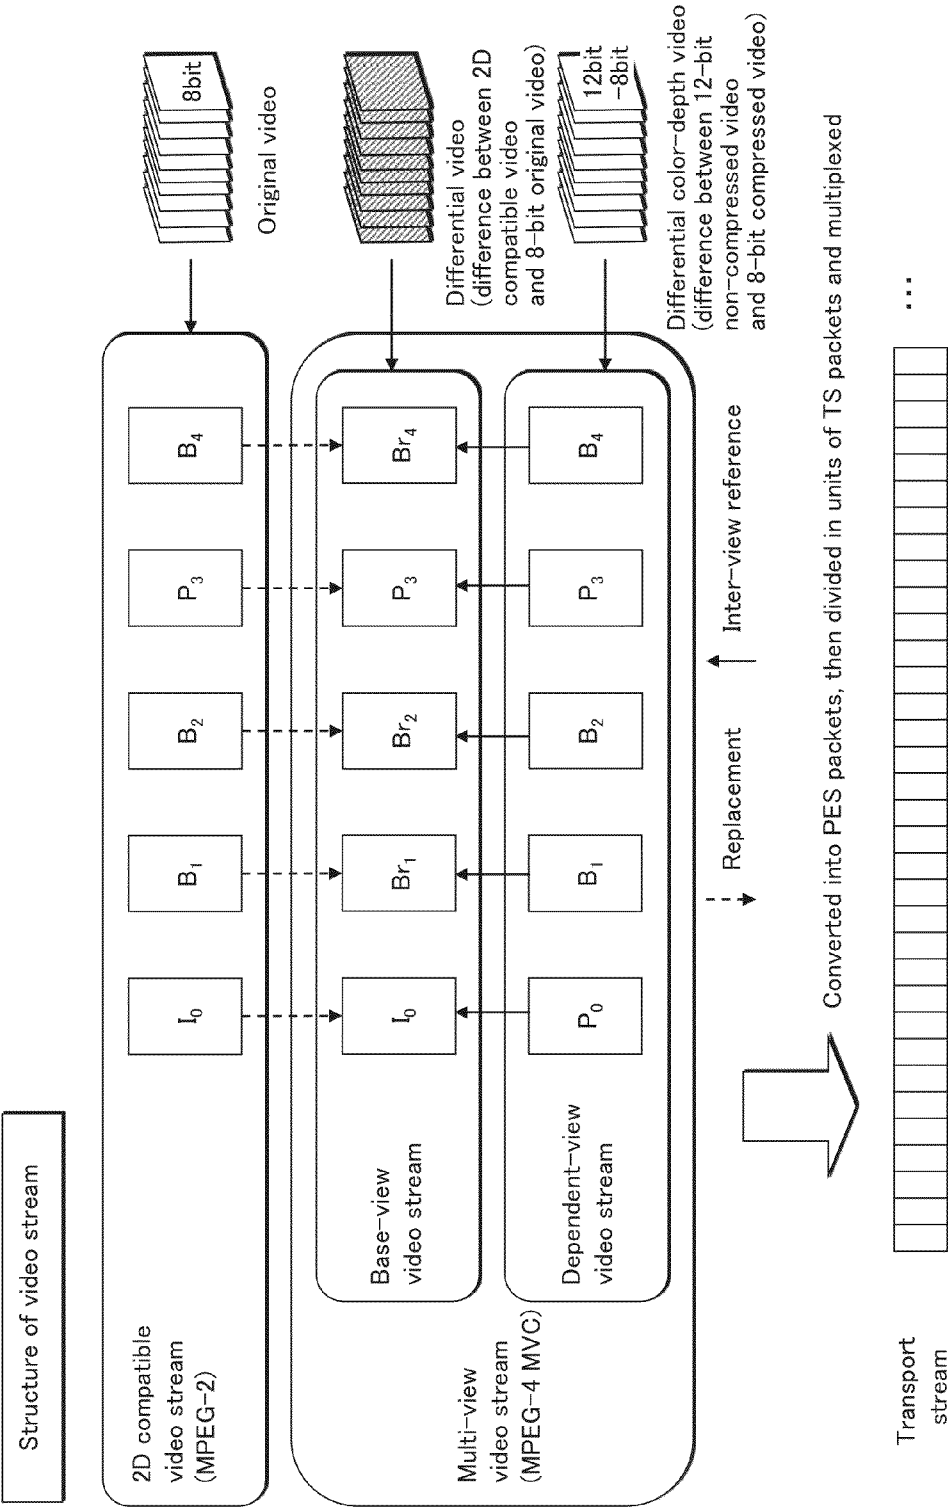 Structure of video stream
2D compatible
video stream
(MPEG-2)
I0
B1
B2
P3
B4
8bit
Original video
Multi-view
video stream
(MPEG-4 MVC)
Base-view
video stream
I0
Br1
Br2
P3
Br4
Differential video
(difference between 2D
compatible video
and 8-bit original video)
Dependent-view
video stream
P0
B1
B2
P3
B4
12bit
-8bit
Differential color-depth video
(difference between 12-bit
non-compressed video
and 8-bit compressed video)
Replacement
Inter-view reference
Converted into PES packets, then divided in units of TS packets and multiplexed
Transport
stream
...